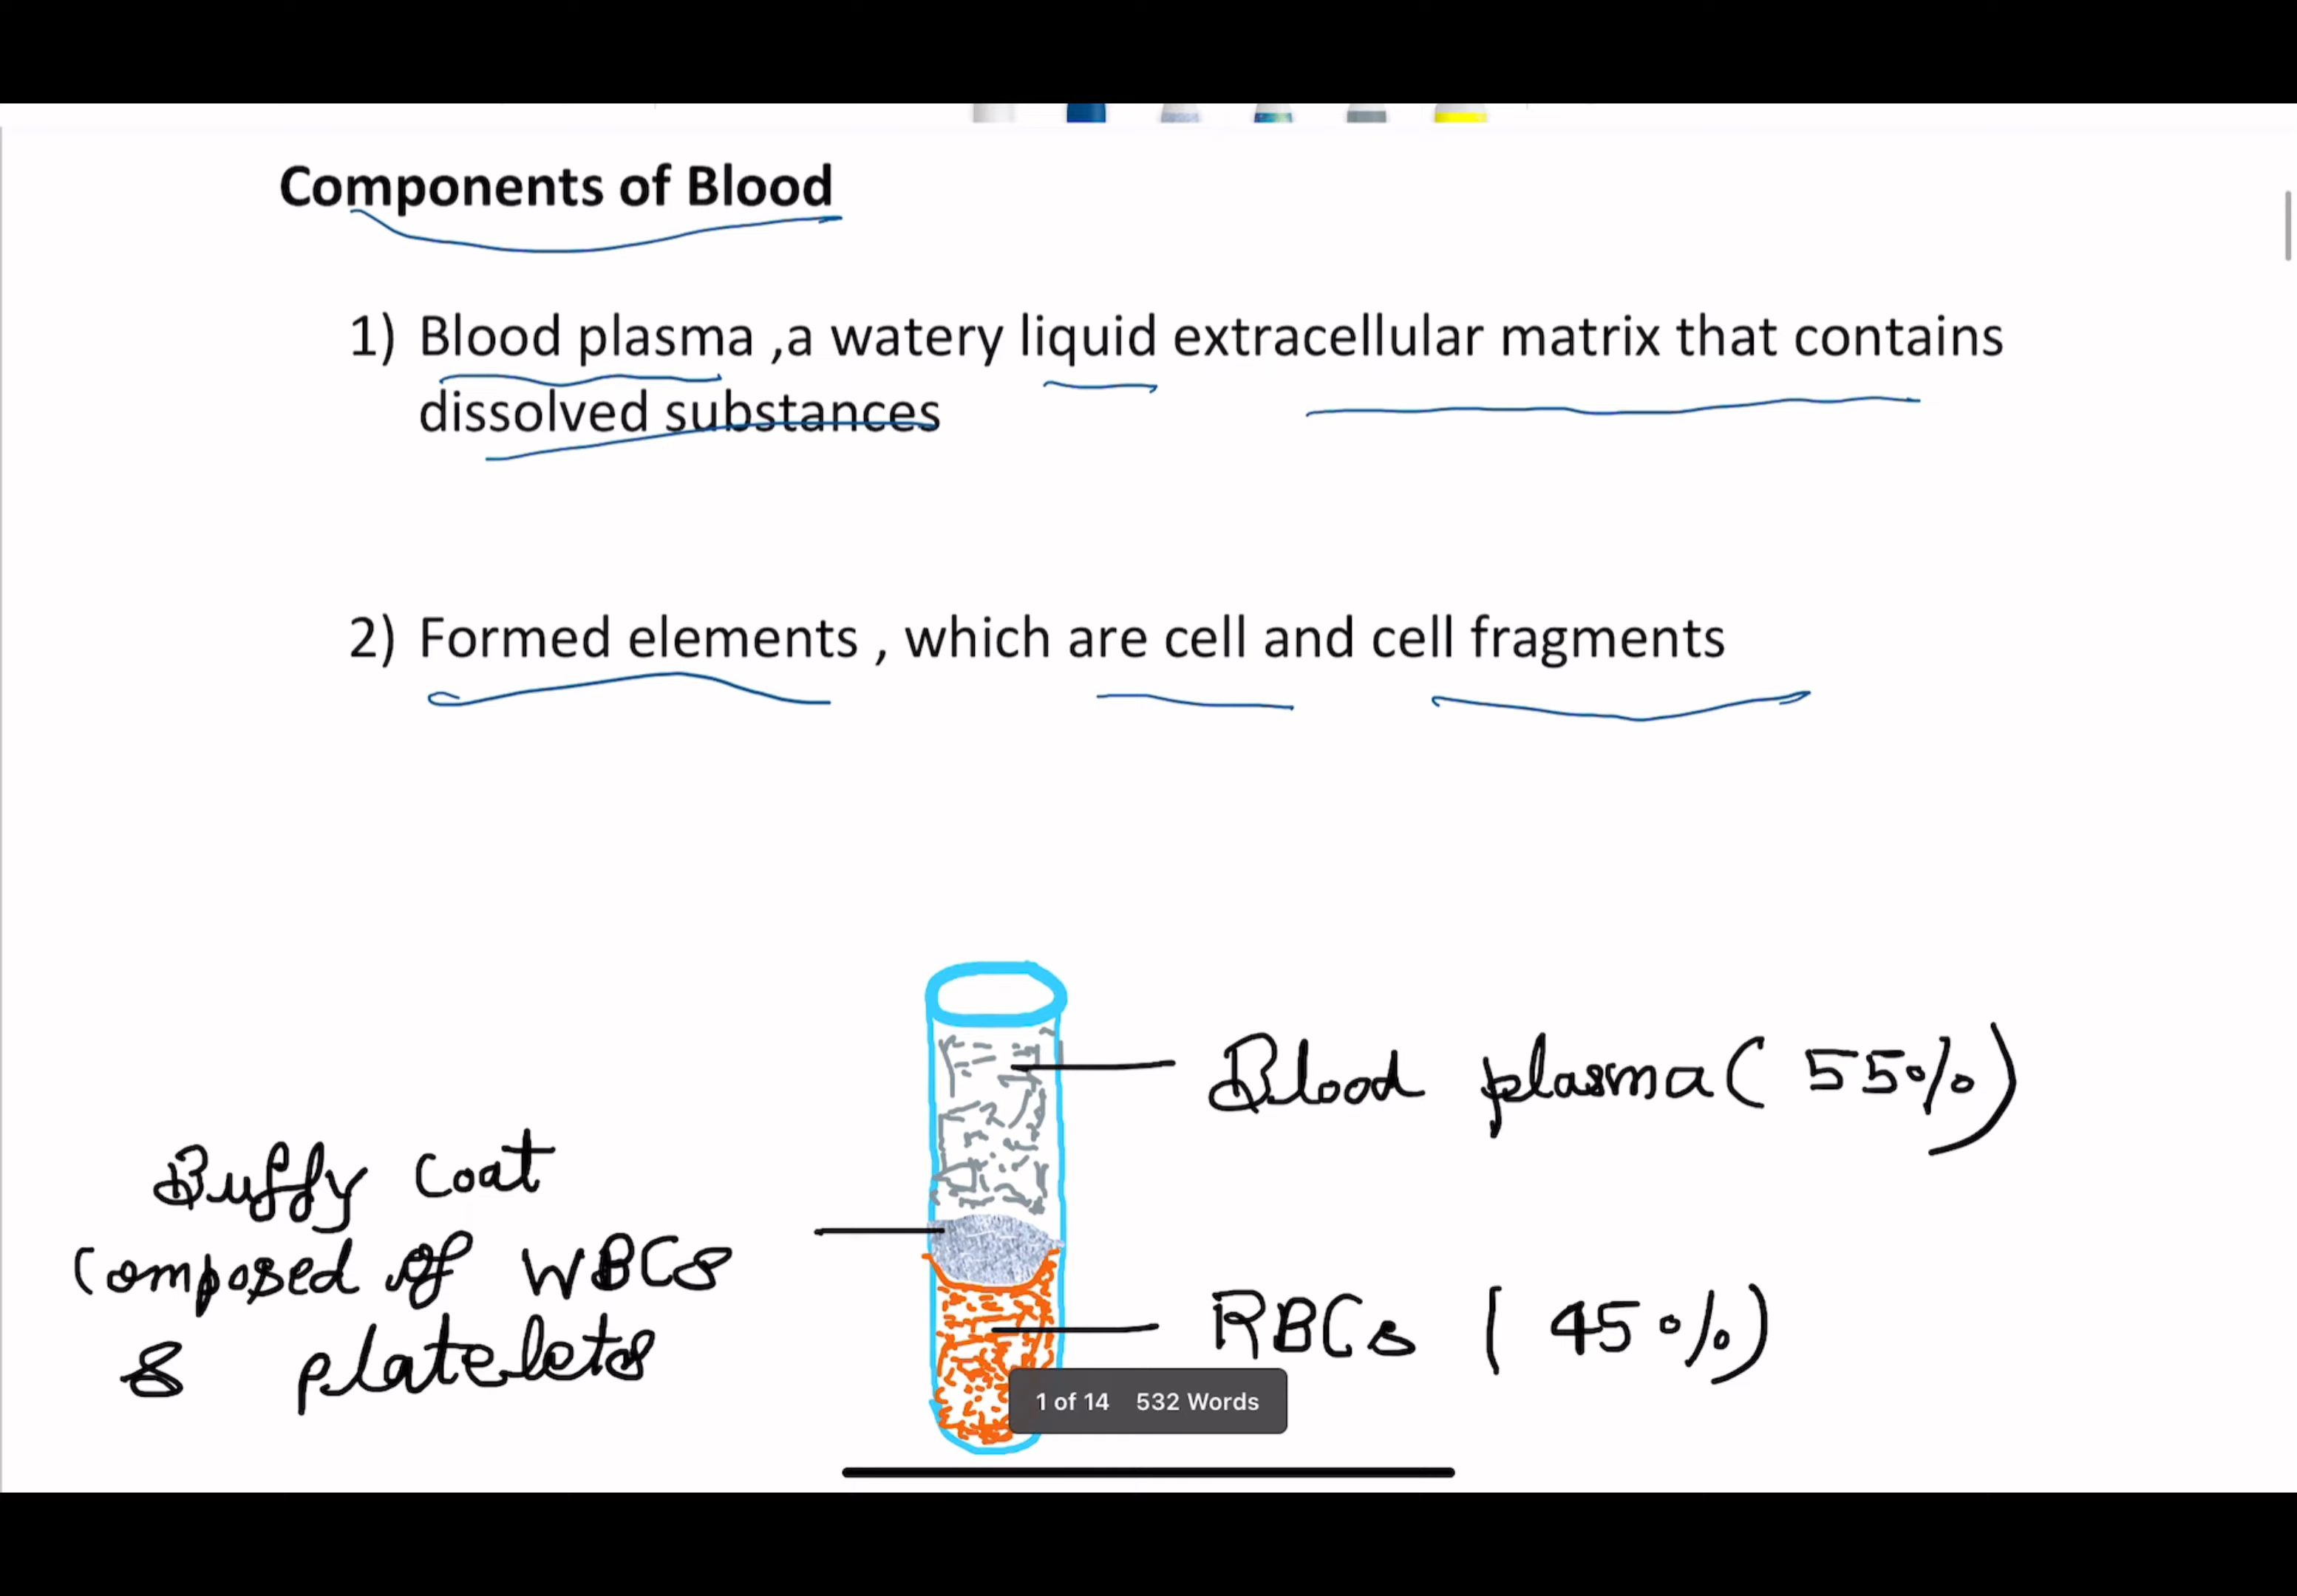 Components of Blood
1) Blood plasma ,a watery liquid extracellular matrix that contains
dissolved substances
2) Formed elements , which are cell and cell fragments
Blood plasma ( 55%)
Buffy coat
composed of WBCs
& platelets
RBCs ( 45%)
1 of 14 532 Words